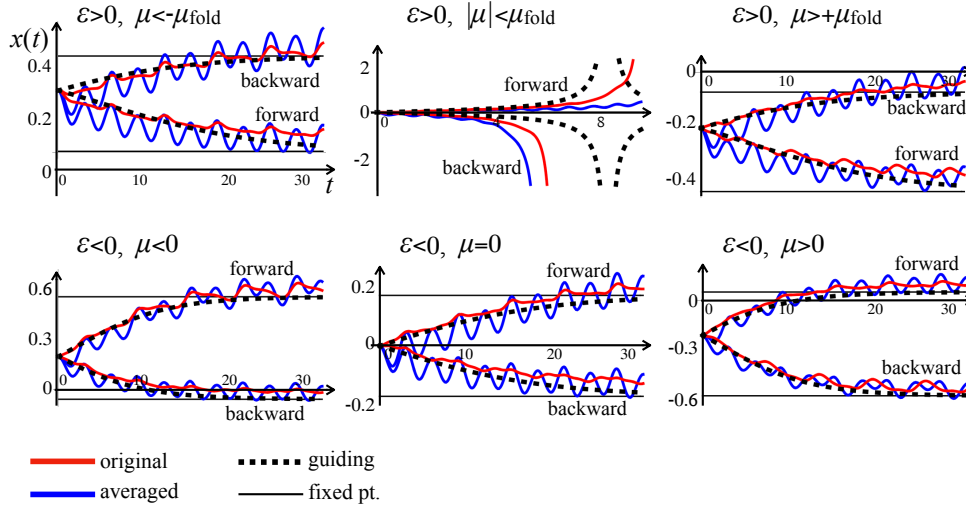 ε>0, μ<-μfold
ε>0, |μ|<μfold
ε>0, μ>+μfold
x(t)
0.4
0.2
0
0
10
20
30
t
backward
forward
2
0
-2
0
8
forward
backward
0
-0.2
-0.4
0
10
20
30
backward
forward
ε<0, μ<0
ε<0, μ=0
ε<0, μ>0
0.6
0.3
0
0
10
20
30
forward
backward
0.2
0
-0.2
0
10
20
30
forward
backward
0
-0.3
-0.6
0
10
20
30
forward
backward
original
guiding
averaged
fixed pt.